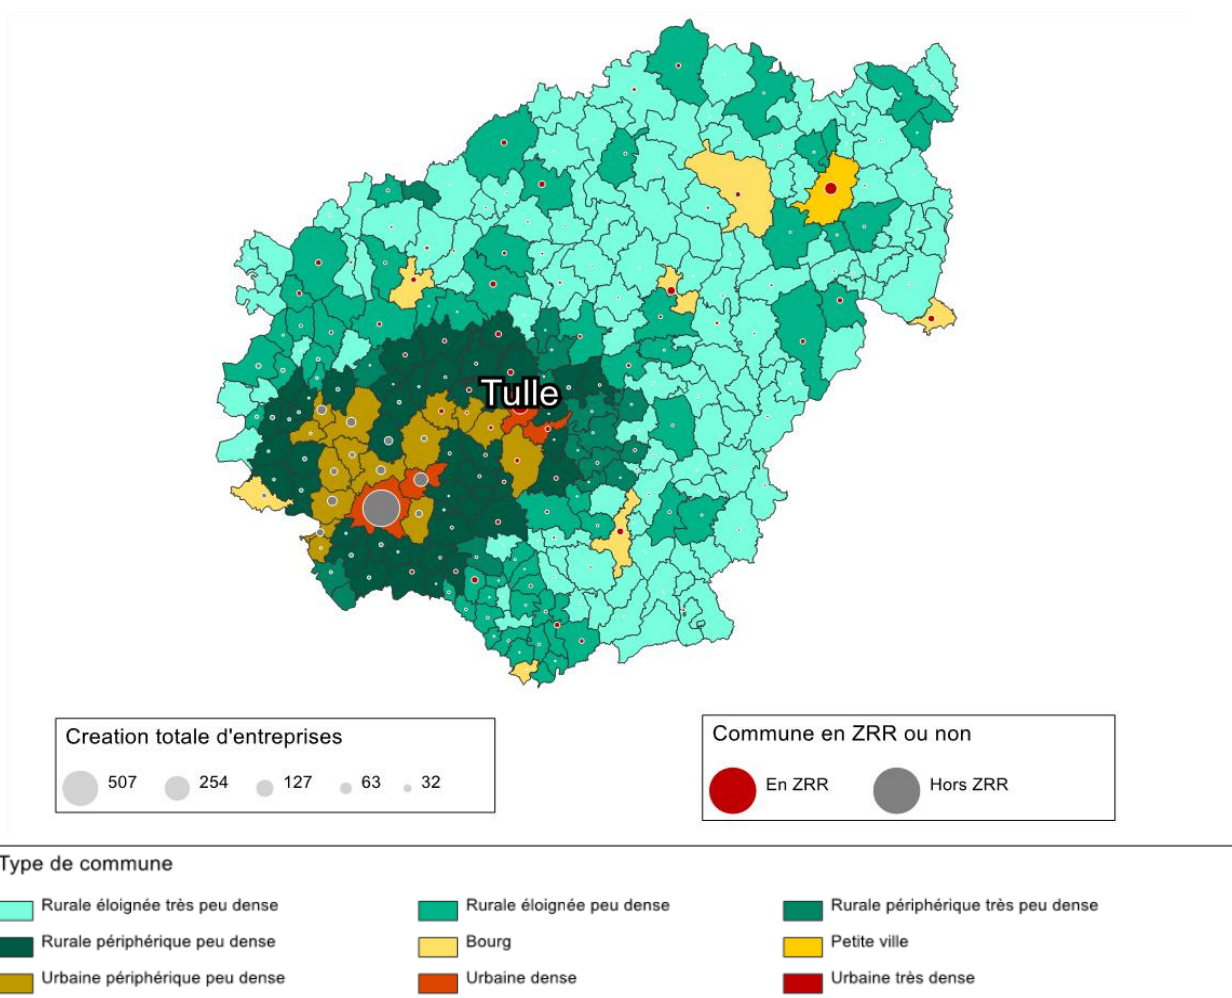 Tulle
Creation totale d'entreprises
507 254 127 63 32
Commune en ZRR ou non
En ZRR Hors ZRR
Type de commune
Rurale éloignée très peu dense Rurale éloignée peu dense Rurale périphérique très peu dense
Rurale périphérique peu dense Bourg Petite ville
Urbaine périphérique peu dense Urbaine dense Urbaine très dense